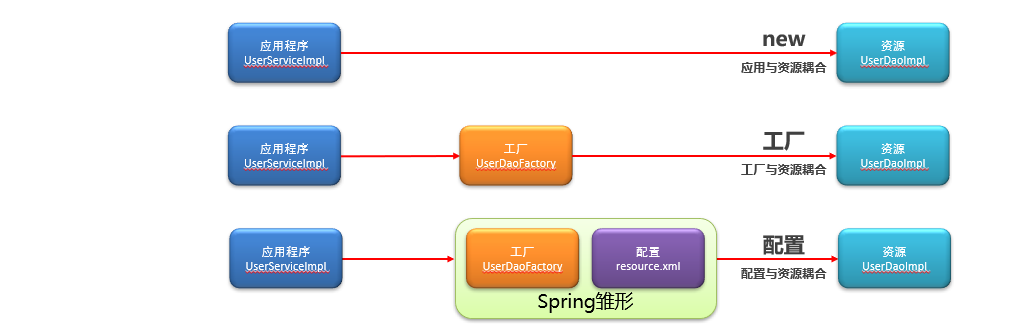 应用程序
UserServiceImpl
new
应用与资源耦合
资源
UserDaoImpl
应用程序
UserServiceImpl
工厂
UserDaoFactory
工厂
工厂与资源耦合
资源
UserDaoImpl
应用程序
UserServiceImpl
工厂
UserDaoFactory
配置
resource.xml
Spring雏形
配置
配置与资源耦合
资源
UserDaoImpl